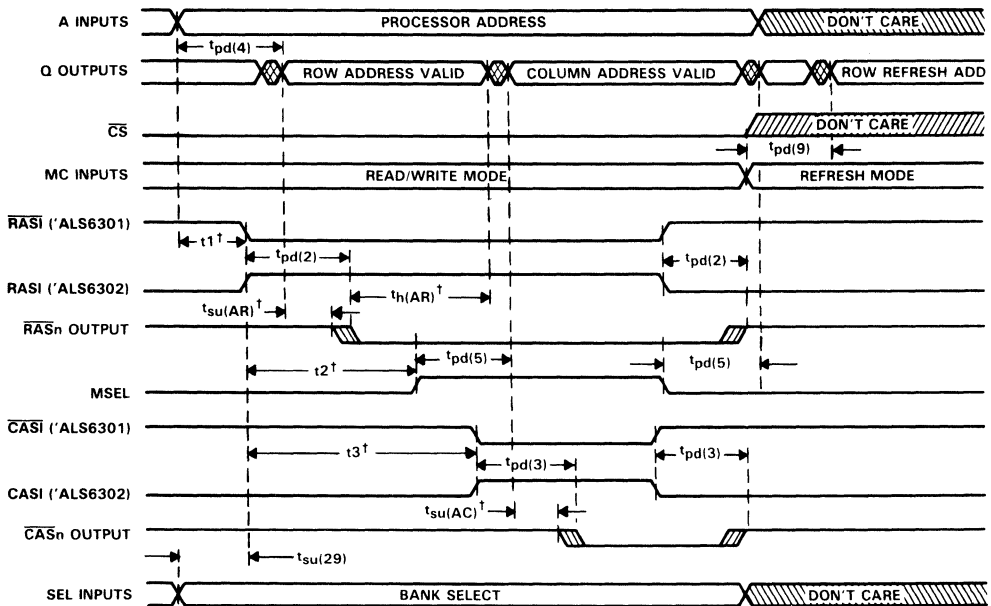 A INPUTS PROCESSOR ADDRESS DON'T CARE
tpd(4)
Q OUTPUTS ROW ADDRESS VALID COLUMN ADDRESS VALID ROW REFRESH ADD
CS DON'T CARE
tpd(9)
MC INPUTS READ/WRITE MODE REFRESH MODE
RASI ('ALS6301)
t1†
tpd(2) tpd(2)
RASI ('ALS6302)
tsu(AR)† th(AR)†
RASn OUTPUT
t2† tpd(5) tpd(5)
MSEL
CASI ('ALS6301)
t3† tpd(3) tpd(3)
CASI ('ALS6302)
tsu(AC)†
CASn OUTPUT
tsu(29)
SEL INPUTS BANK SELECT DON'T CARE